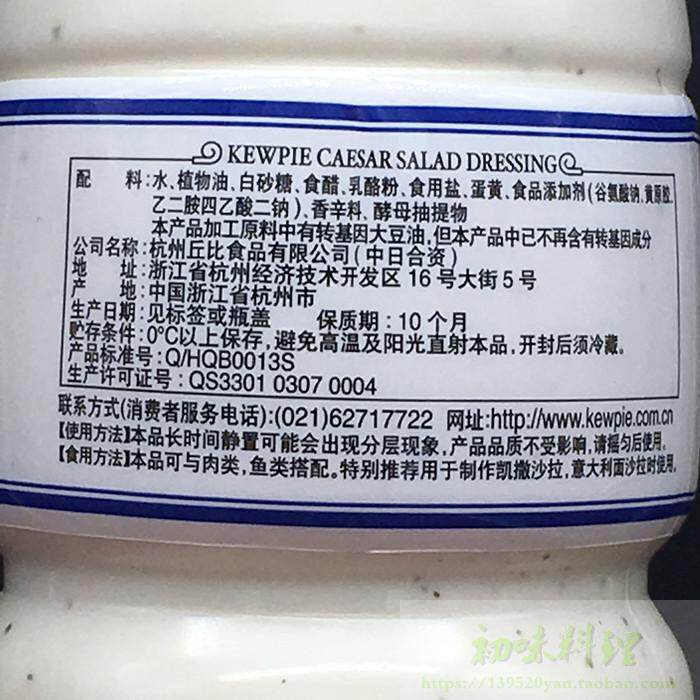 KEWPIE CAESAR SALAD DRESSING
配 料:水、植物油、白砂糖、食醋、乳酪粉、食用盐、蛋黄、食品添加剂(谷氨酸钠,黄原胶,
乙二胺四乙酸二钠)、香辛料、酵母抽提物
本产品加工原料中有转基因大豆油,但本产品中已不再含有转基因成分
公司名称:杭州丘比食品有限公司(中日合资)
地 址:浙江省杭州经济技术开发区16号大街5号
产 地:中国浙江省杭州市
生产日期:见标签或瓶盖 保质期:10个月
贮存条件:0℃以上保存,避免高温及阳光直射本品,开封后须冷藏。
产品标准号:Q/HQB0013S
生产许可证号:QS3301 0307 0004
联系方式(消费者服务电话):(021)62717722 网址:http://www.kewpie.com.cn
【使用方法】本品长时间静置可能会出现分层现象,产品品质不受影响,请摇匀后使用。
【食用方法】本品可与肉类,鱼类搭配。特别推荐用于制作凯撒沙拉,意大利面沙拉时使用。
初味料理
https://139520yan.taobao.com/